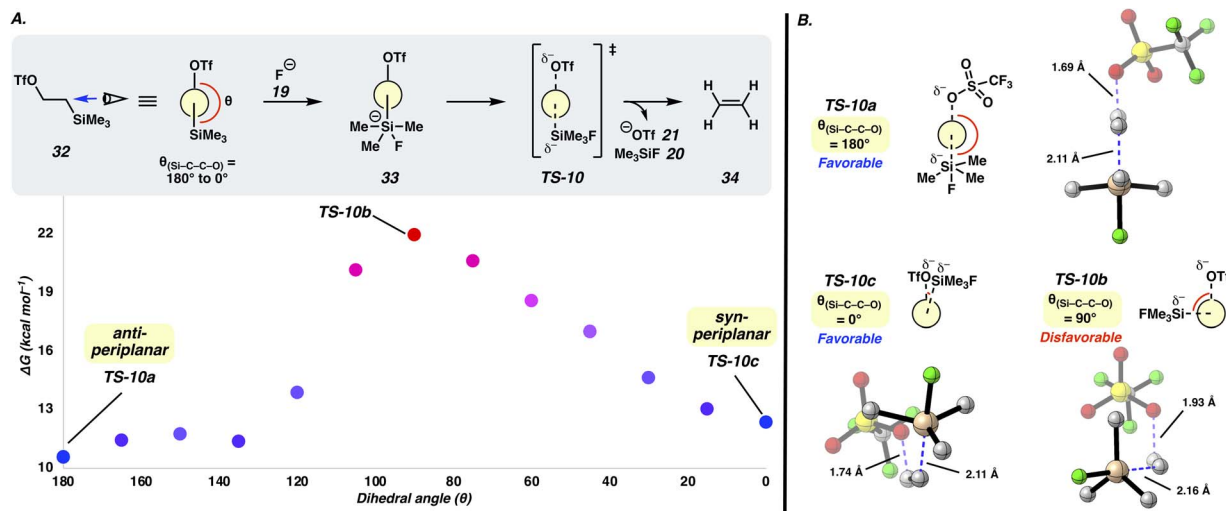 A.
TfO
SiMe3
32
≡
OTf
θ
SiMe3
θ(Si–C–C–O) =
180° to 0°
F⊖
19
OTf
⊖
Si
Me
Me
Me
F
33
δ−
OTf
SiMe3F
δ−
‡
TS-10
⊖OTf 21
Me3SiF 20
H
H
H
H
34
ΔG (kcal mol−1)
22
19
16
13
10
TS-10b
anti-
periplanar
TS-10a
syn-
periplanar
TS-10c
180
160
140
120
100
80
60
40
20
0
Dihedral angle (θ)
B.
TS-10a
θ(Si–C–C–O)
= 180°
Favorable
δ−
O
S
O
O
CF3
δ−
Si
Me
Me
Me
F
1.69 Å
2.11 Å
TS-10c
θ(Si–C–C–O)
= 0°
Favorable
δ− δ−
TfO SiMe3F
1.74 Å
2.11 Å
TS-10b
θ(Si–C–C–O)
= 90°
Disfavorable
δ−
OTf
δ−
FMe3Si
1.93 Å
2.16 Å